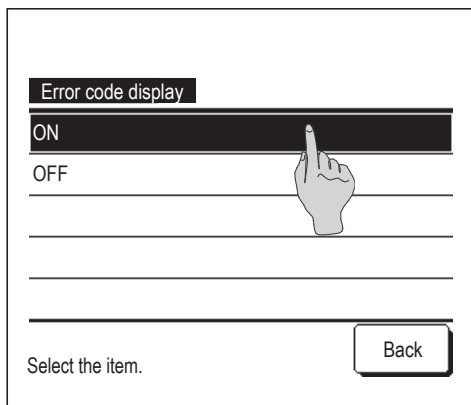 Error code display
ON
OFF
Select the item.
Back